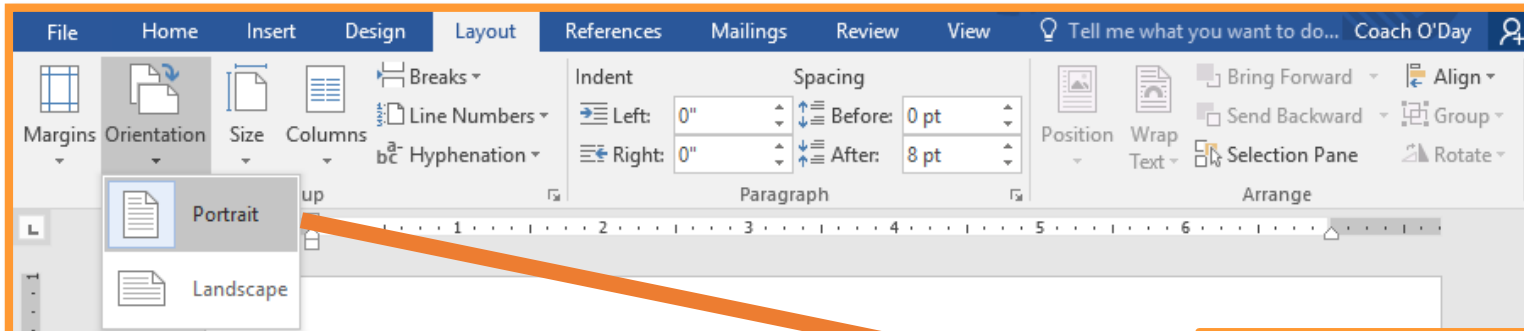 File Home Insert Design Layout References Mailings Review View Tell me what you want to do... Coach O'Day
Margins Orientation Size Columns
Breaks
Line Numbers
bc Hyphenation
Indent
Left: 0"
Right: 0"
Spacing
Before: 0 pt
After: 8 pt
Position Wrap Text
Bring Forward
Send Backward
Selection Pane
Align
Group
Rotate
up Paragraph Arrange
Portrait
Landscape
1 2 3 4 5 6
1